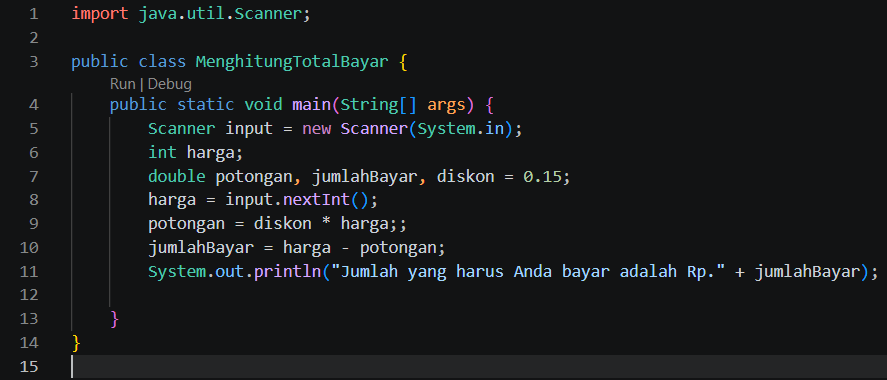 1 import java.util.Scanner;
2
3 public class MenghitungTotalBayar {
Run | Debug
4 public static void main(String[] args) {
5 Scanner input = new Scanner(System.in);
6 int harga;
7 double potongan, jumlahBayar, diskon = 0.15;
8 harga = input.nextInt();
9 potongan = diskon * harga;;
10 jumlahBayar = harga - potongan;
11 System.out.println("Jumlah yang harus Anda bayar adalah Rp." + jumlahBayar);
12
13 }
14 }
15